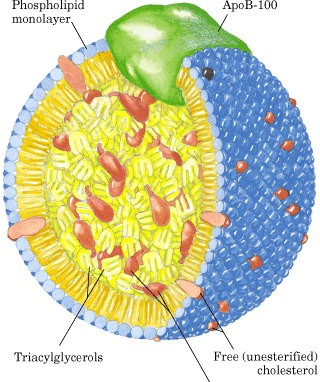 Phospholipid
monolayer
ApoB-100
Triacylglycerols
Free (unesterified)
cholesterol